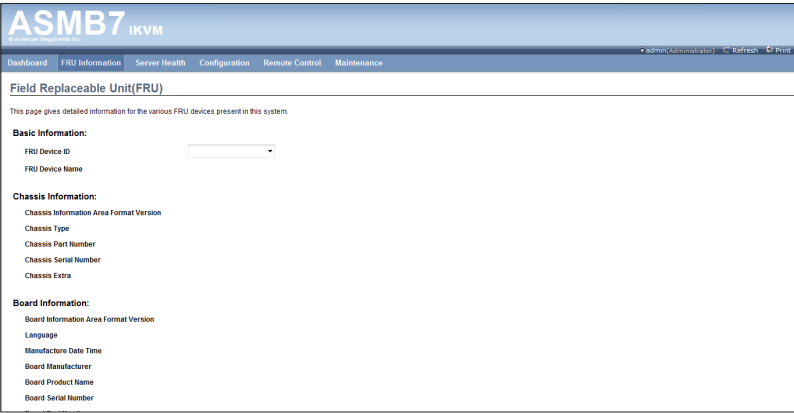 ASMB7 iKVM
© American Megatrends Inc.
admin(Administrator) Refresh Print
Dashboard FRU Information Server Health Configuration Remote Control Maintenance
Field Replaceable Unit(FRU)
This page gives detailed information for the various FRU devices present in this system.
Basic Information:
FRU Device ID
FRU Device Name
Chassis Information:
Chassis Information Area Format Version
Chassis Type
Chassis Part Number
Chassis Serial Number
Chassis Extra
Board Information:
Board Information Area Format Version
Language
Manufacture Date Time
Board Manufacturer
Board Product Name
Board Serial Number